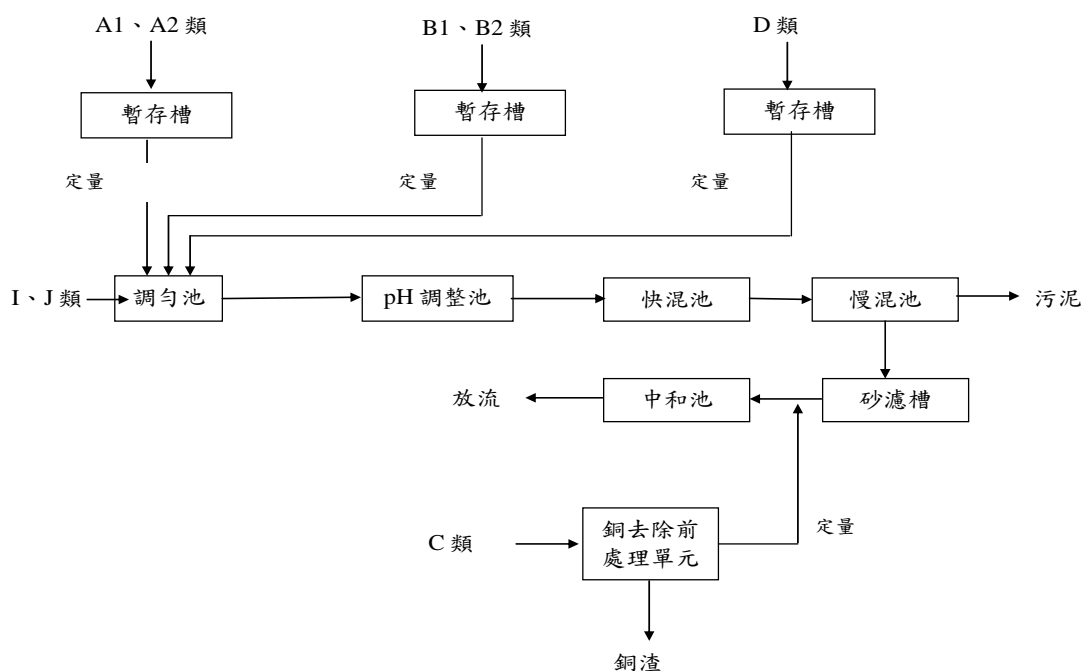 A1、A2 類
B1、B2 類
D 類
暫存槽
暫存槽
暫存槽
定量
定量
定量
I、J 類
調勻池
pH 調整池
快混池
慢混池
污泥
放流
中和池
砂濾槽
C 類
銅去除前
處理單元
定量
銅渣